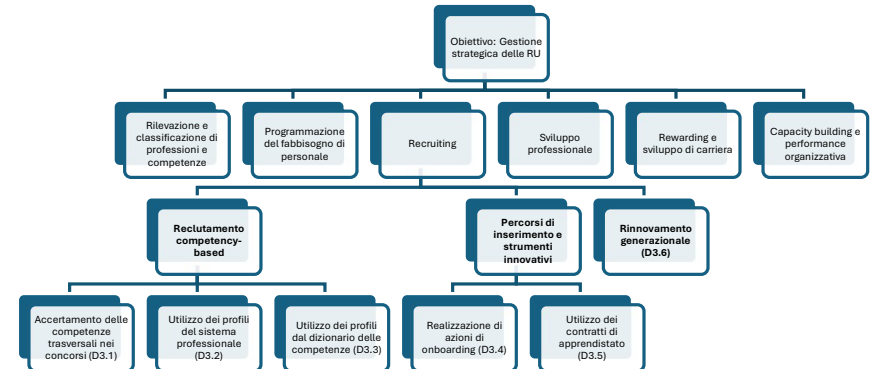 Obiettivo: Gestione
strategica delle RU
Rilevazione e
classificazione di
professioni e
competenze
Programmazione
del fabbisogno di
personale
Recruiting
Sviluppo
professionale
Rewarding e
sviluppo di carriera
Capacity building e
performance
organizzativa
Reclutamento
competency-
based
Percorsi di
inserimento e
strumenti
innovativi
Rinnovamento
generazionale
(D3.6)
Accertamento delle
competenze
trasversali nei
concorsi (D3.1)
Utilizzo dei profili
del sistema
professionale
(D3.2)
Utilizzo dei profili
dal dizionario delle
competenze (D3.3)
Realizzazione di
azioni di
onboarding (D3.4)
Utilizzo dei
contratti di
apprendistato
(D3.5)